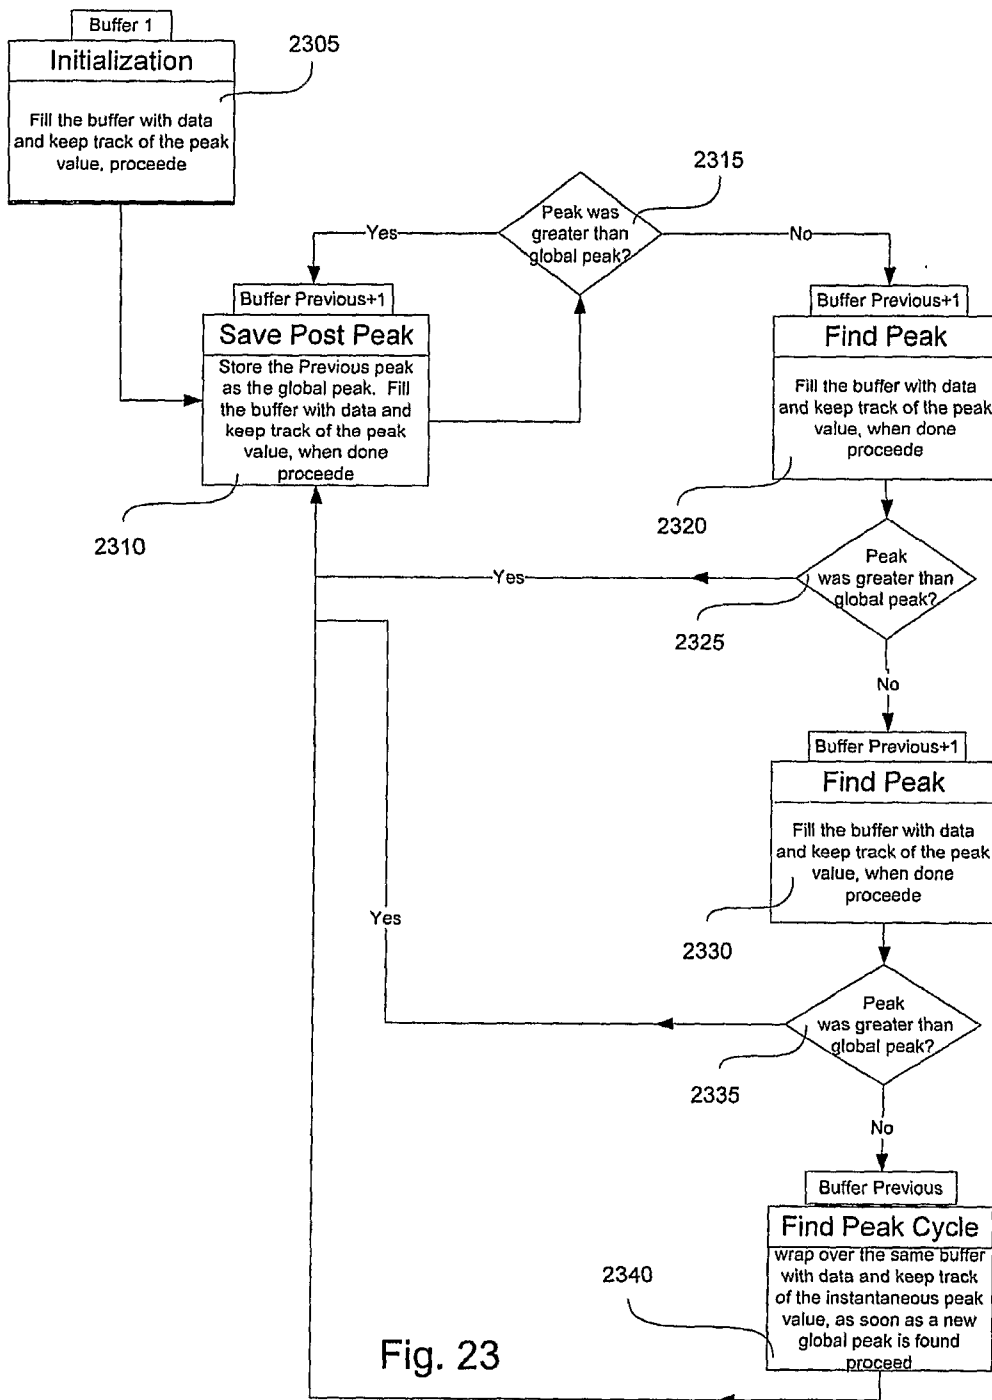 Buffer 1
Initialization
2305
Fill the buffer with data
and keep track of the peak
value, proceede
2315
Peak was
greater than
global peak?
Yes
No
Buffer Previous+1
Save Post Peak
Store the Previous peak
as the global peak. Fill
the buffer with data and
keep track of the peak
value, when done
proceede
2310
Buffer Previous+1
Find Peak
Fill the buffer with data
and keep track of the peak
value, when done
proceede
2320
Peak
was greater than
global peak?
Yes
2325
No
Buffer Previous+1
Find Peak
Fill the buffer with data
and keep track of the peak
value, when done
proceede
2330
Yes
Peak
was greater than
global peak?
2335
No
Buffer Previous
Find Peak Cycle
wrap over the same buffer
with data and keep track
of the instantaneous peak
value, as soon as a new
global peak is found
proceed
2340
Fig. 23